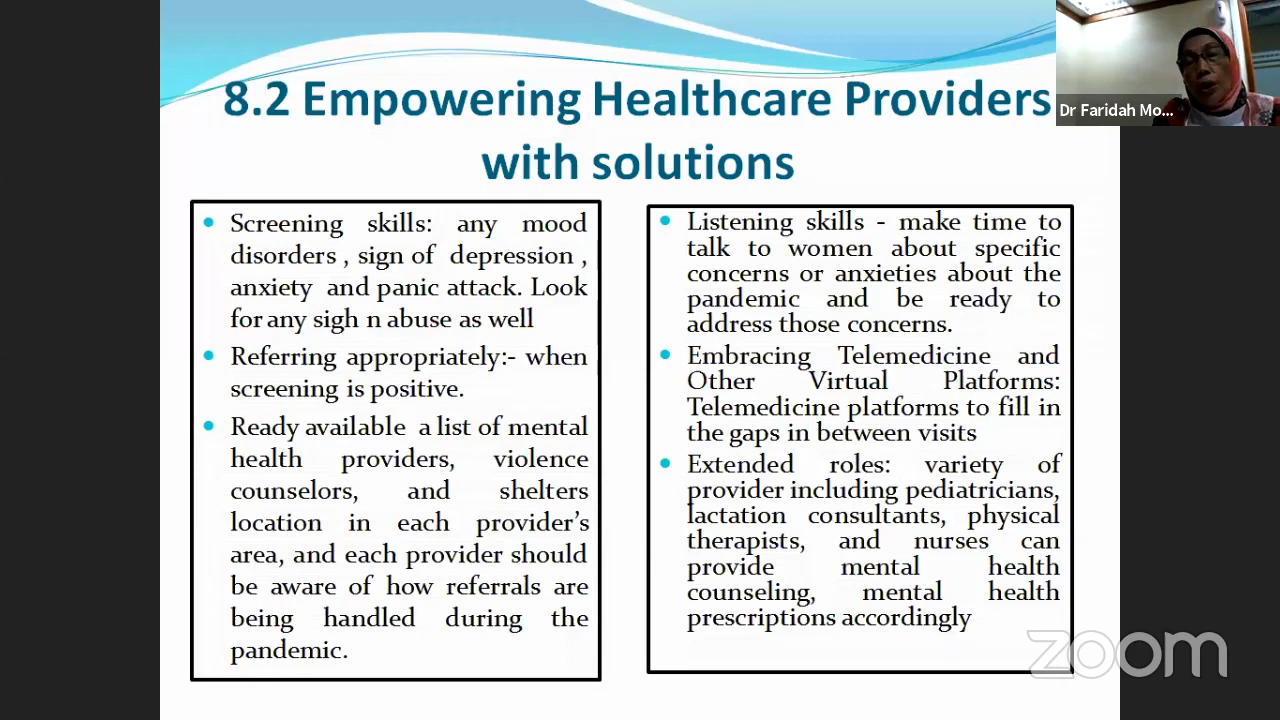 8.2 Empowering Healthcare Providers
with solutions
Dr Faridah Mo...
Screening skills: any mood
disorders , sign of depression ,
anxiety and panic attack. Look
for any sigh n abuse as well
Referring appropriately:- when
screening is positive.
Ready available a list of mental
health providers, violence
counselors, and shelters
location in each provider’s
area, and each provider should
be aware of how referrals are
being handled during the
pandemic.
Listening skills - make time to
talk to women about specific
concerns or anxieties about the
pandemic and be ready to
address those concerns.
Embracing Telemedicine and
Other Virtual Platforms:
Telemedicine platforms to fill in
the gaps in between visits
Extended roles: variety of
provider including pediatricians,
lactation consultants, physical
therapists, and nurses can
provide mental health
counseling, mental health
prescriptions accordingly
zoom